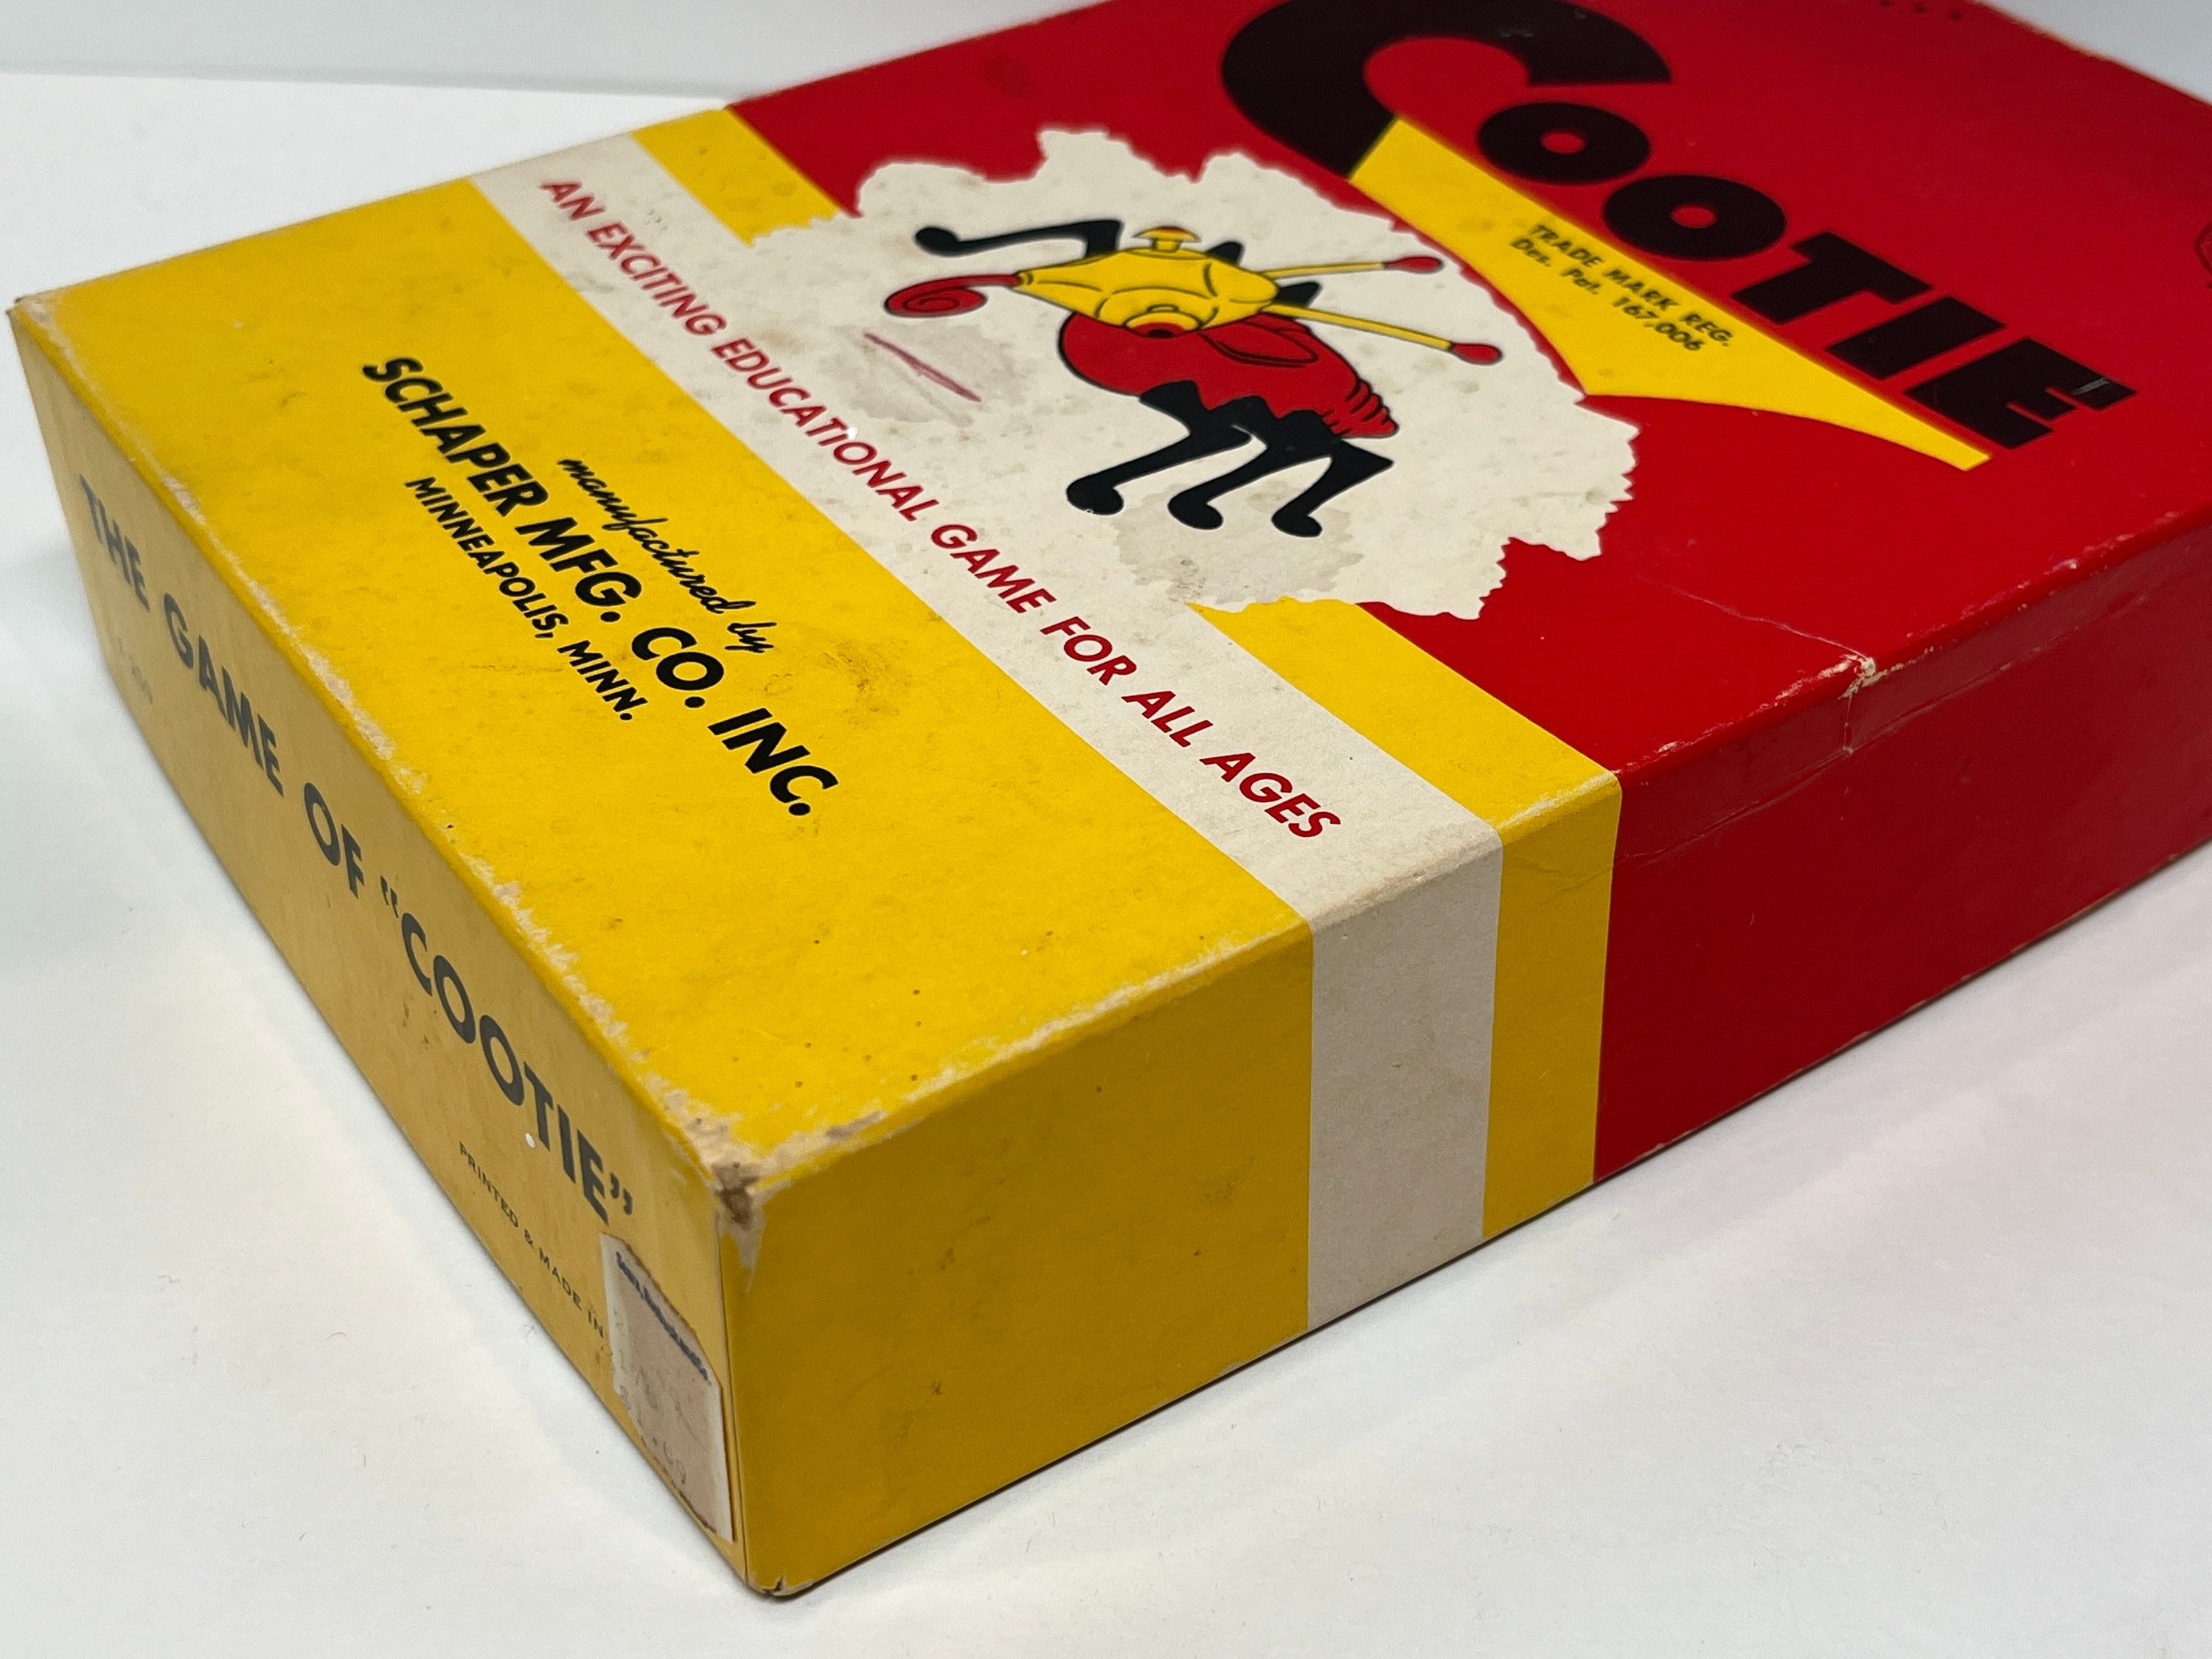 COOTIE
TRADE MARK REG.
Des. Pat. 167,006
AN EXCITING EDUCATIONAL GAME FOR ALL AGES
manufactured by
SCHAPER MFG. CO. INC.
MINNEAPOLIS, MINN.
THE GAME OF "COOTIE"
PRINTED & MADE IN